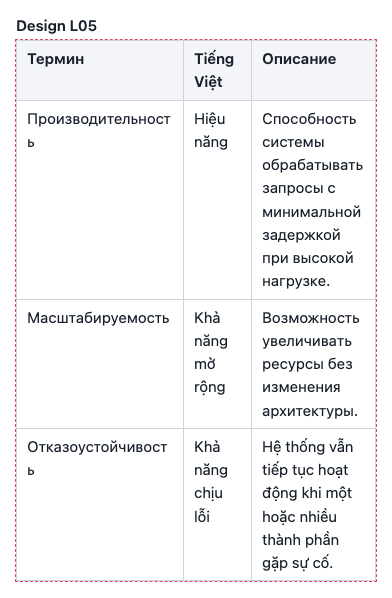 Design L05
Термин
Tiếng
Việt
Описание
Производительност
ь
Hiệu
năng
Способность
системы
обрабатывать
запросы с
минимальной
задержкой
при высокой
нагрузке.
Масштабируемость
Khả
năng
mở
rộng
Возможность
увеличивать
ресурсы без
изменения
архитектуры.
Отказоустойчивост
ь
Khả
năng
chịu
lỗi
Hệ thống vẫn
tiếp tục hoạt
động khi một
hoặc nhiều
thành phần
gặp sự cố.